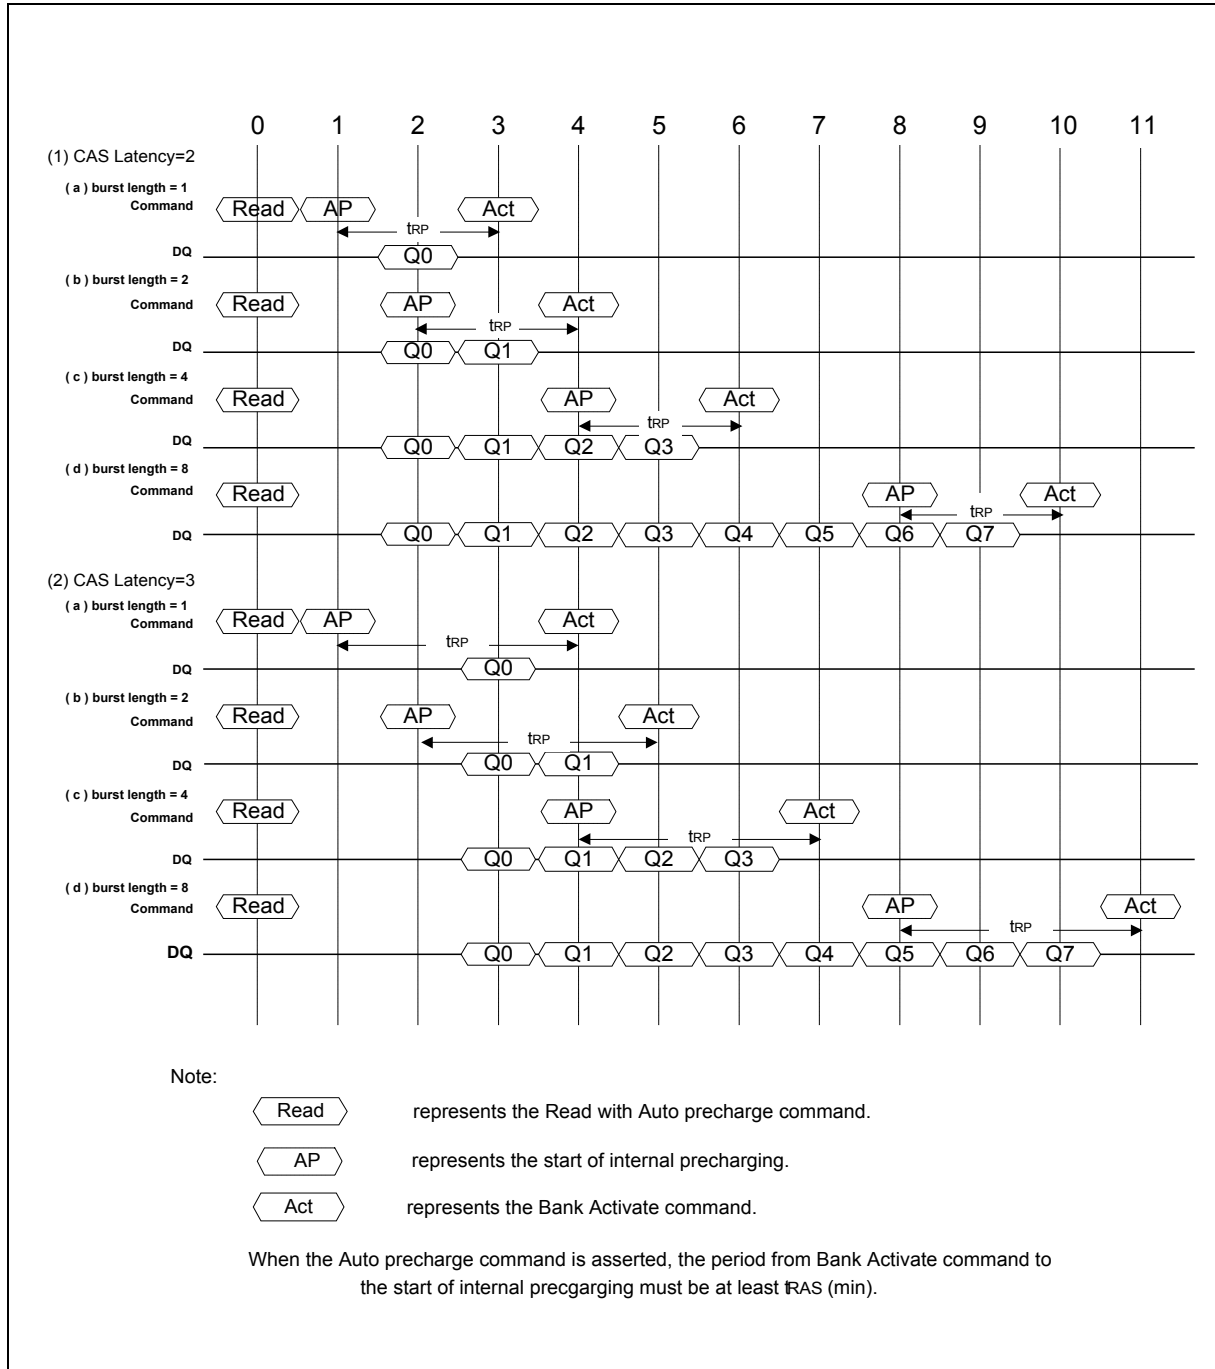 0 1 2 3 4 5 6 7 8 9 10 11
(1) CAS Latency=2
( a ) burst length = 1
Command Read AP Act
tRP
DQ Q0
( b ) burst length = 2
Command Read AP Act
tRP
DQ Q0 Q1
( c ) burst length = 4
Command Read AP Act
tRP
DQ Q0 Q1 Q2 Q3
( d ) burst length = 8
Command Read AP Act
tRP
DQ Q0 Q1 Q2 Q3 Q4 Q5 Q6 Q7
(2) CAS Latency=3
( a ) burst length = 1
Command Read AP Act
tRP
DQ Q0
( b ) burst length = 2
Command Read AP Act
tRP
DQ Q0 Q1
( c ) burst length = 4
Command Read AP Act
tRP
DQ Q0 Q1 Q2 Q3
( d ) burst length = 8
Command Read AP Act
tRP
DQ Q0 Q1 Q2 Q3 Q4 Q5 Q6 Q7
Note:
Read represents the Read with Auto precharge command.
AP represents the start of internal precharging.
Act represents the Bank Activate command.
When the Auto precharge command is asserted, the period from Bank Activate command to
the start of internal precgarging must be at least tRAS (min).